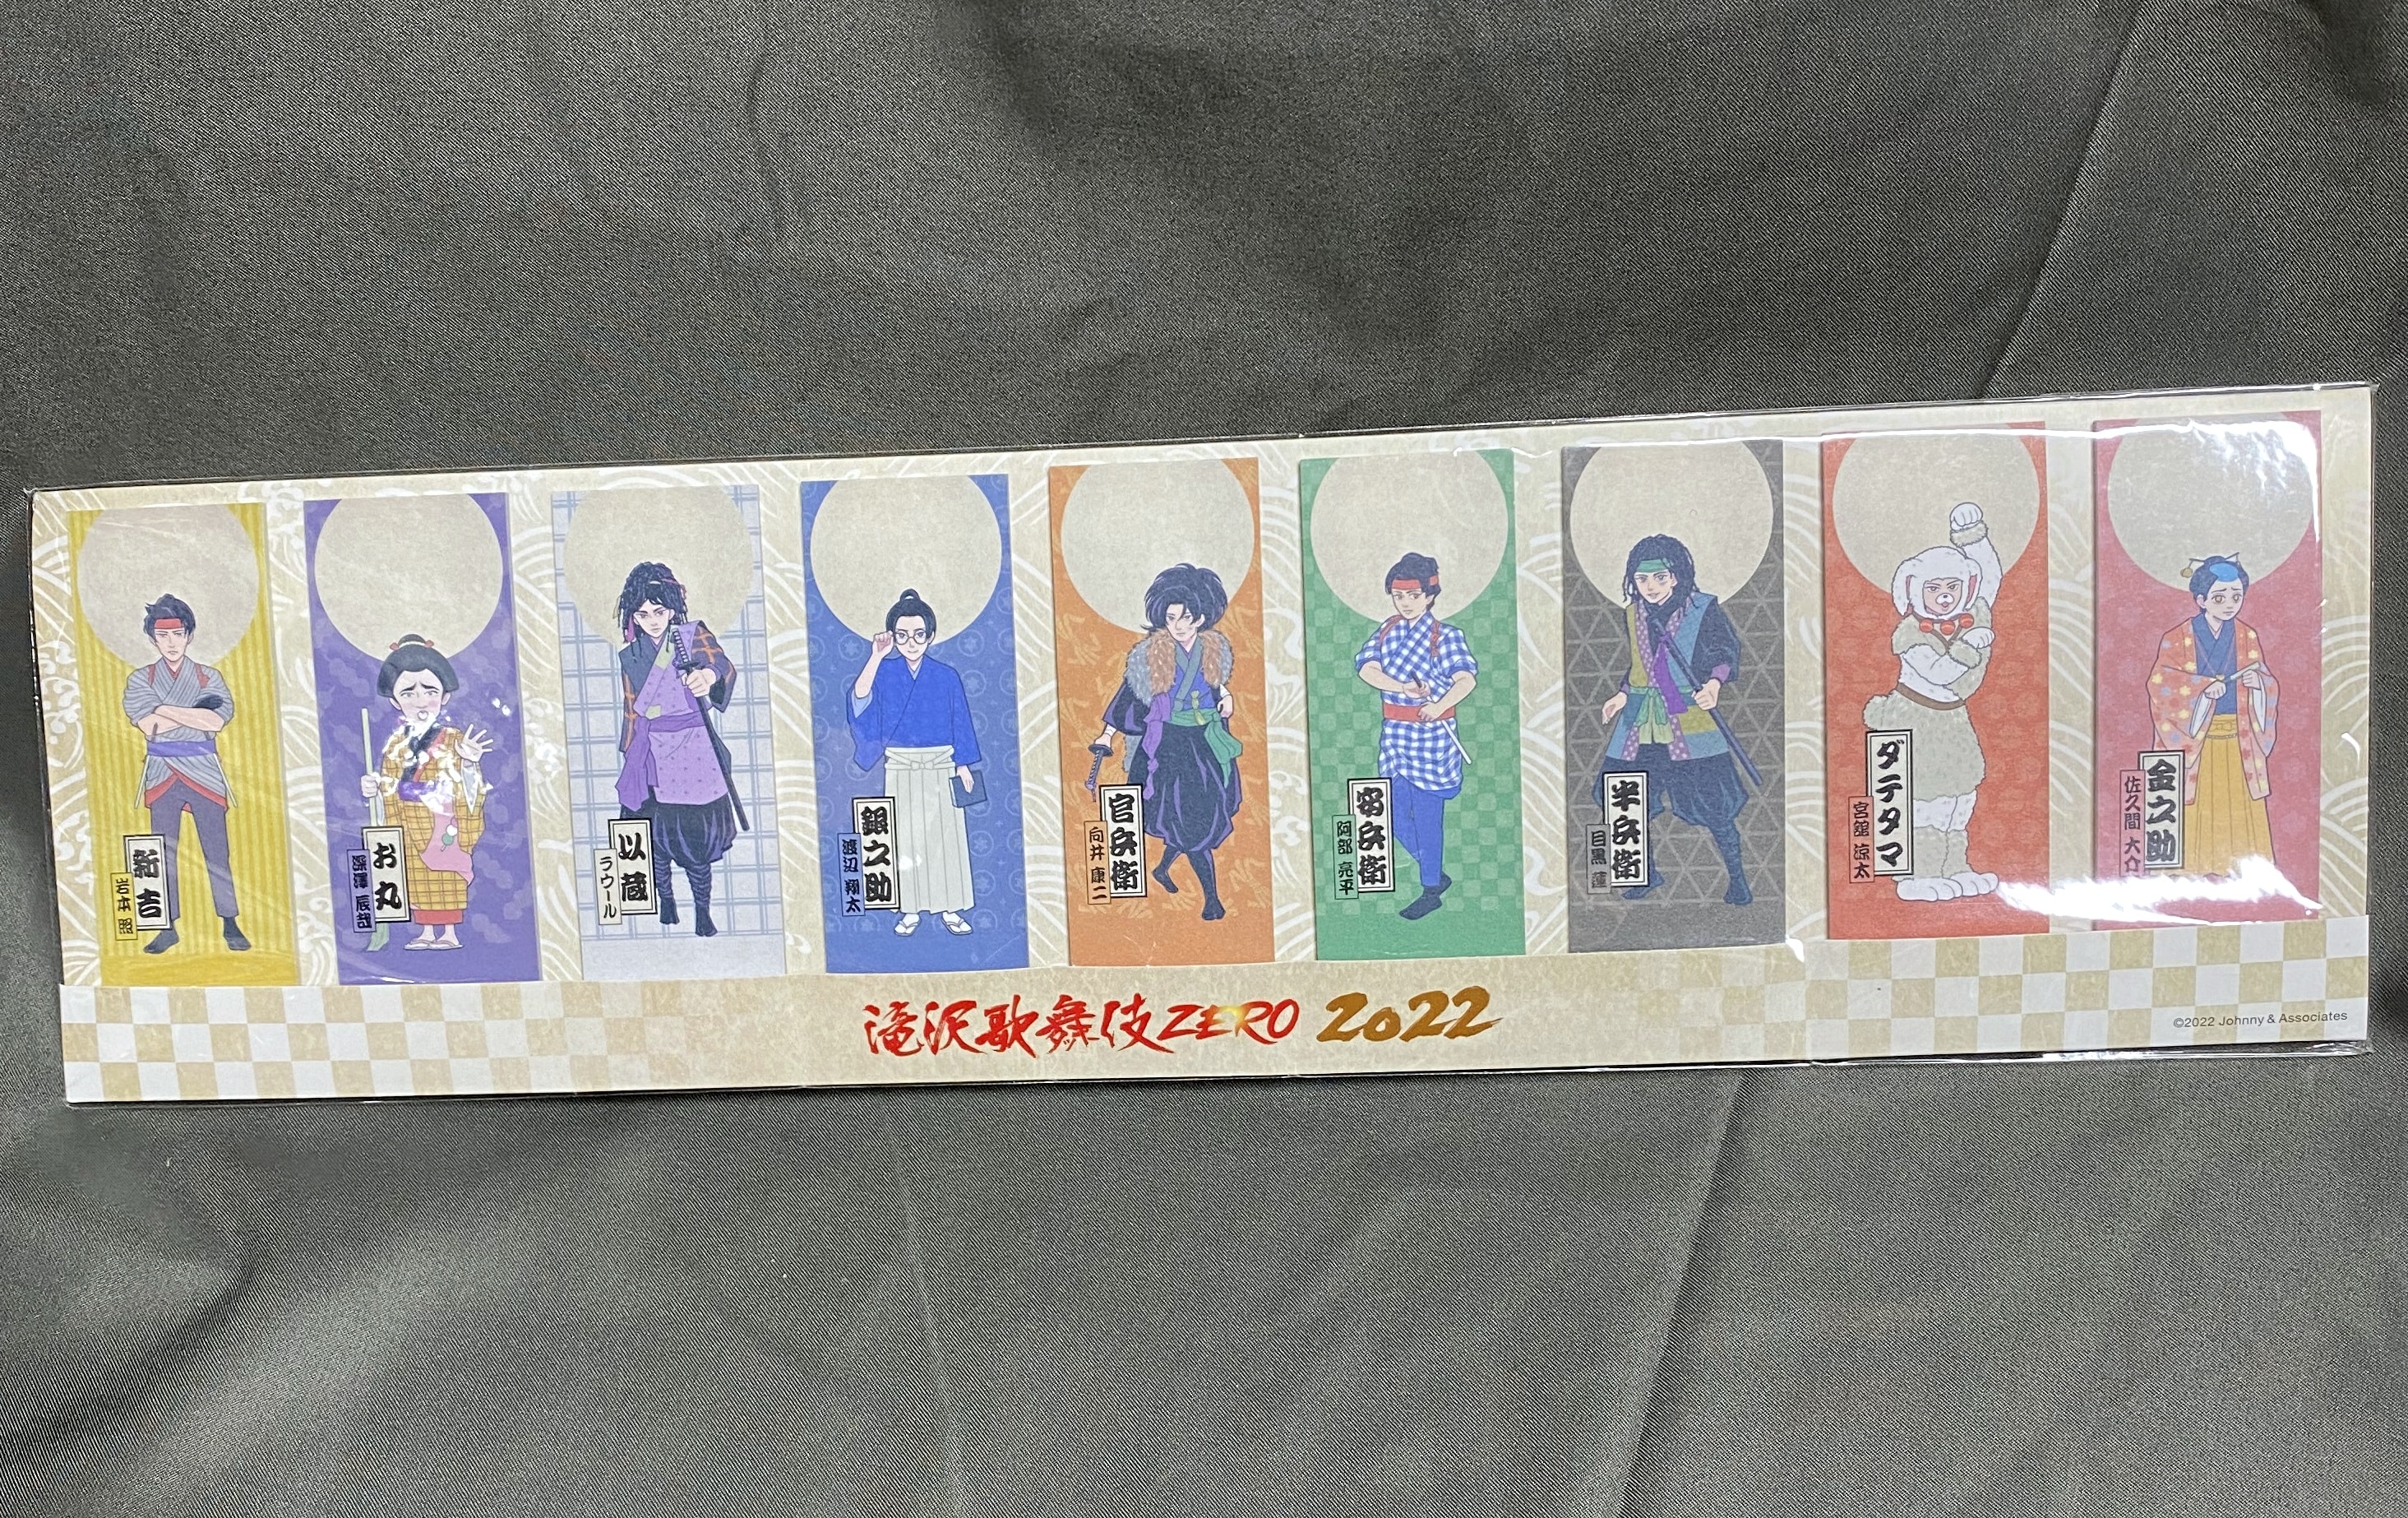 新吉
岩本 照
お丸
深澤 辰哉
以蔵
ラウール
銀之助
渡辺 翔太
官兵衛
向井 康二
阿部 亮平
半兵衛
目黒 蓮
ダテタマ
宮舘 涼太
金之助
佐久間 大介
滝沢歌舞伎ZERO 2022
©2022 Johnny & Associates